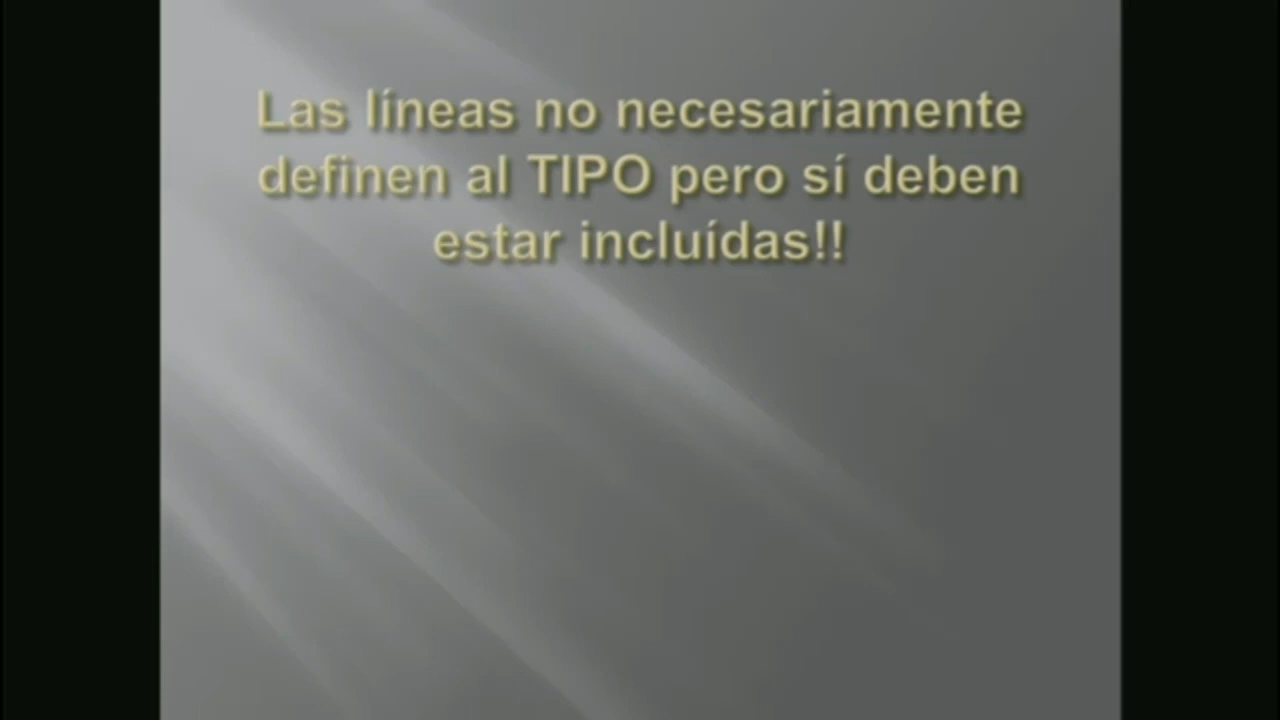 Las líneas no necesariamente
definen al TIPO pero sí deben
estar incluídas!!